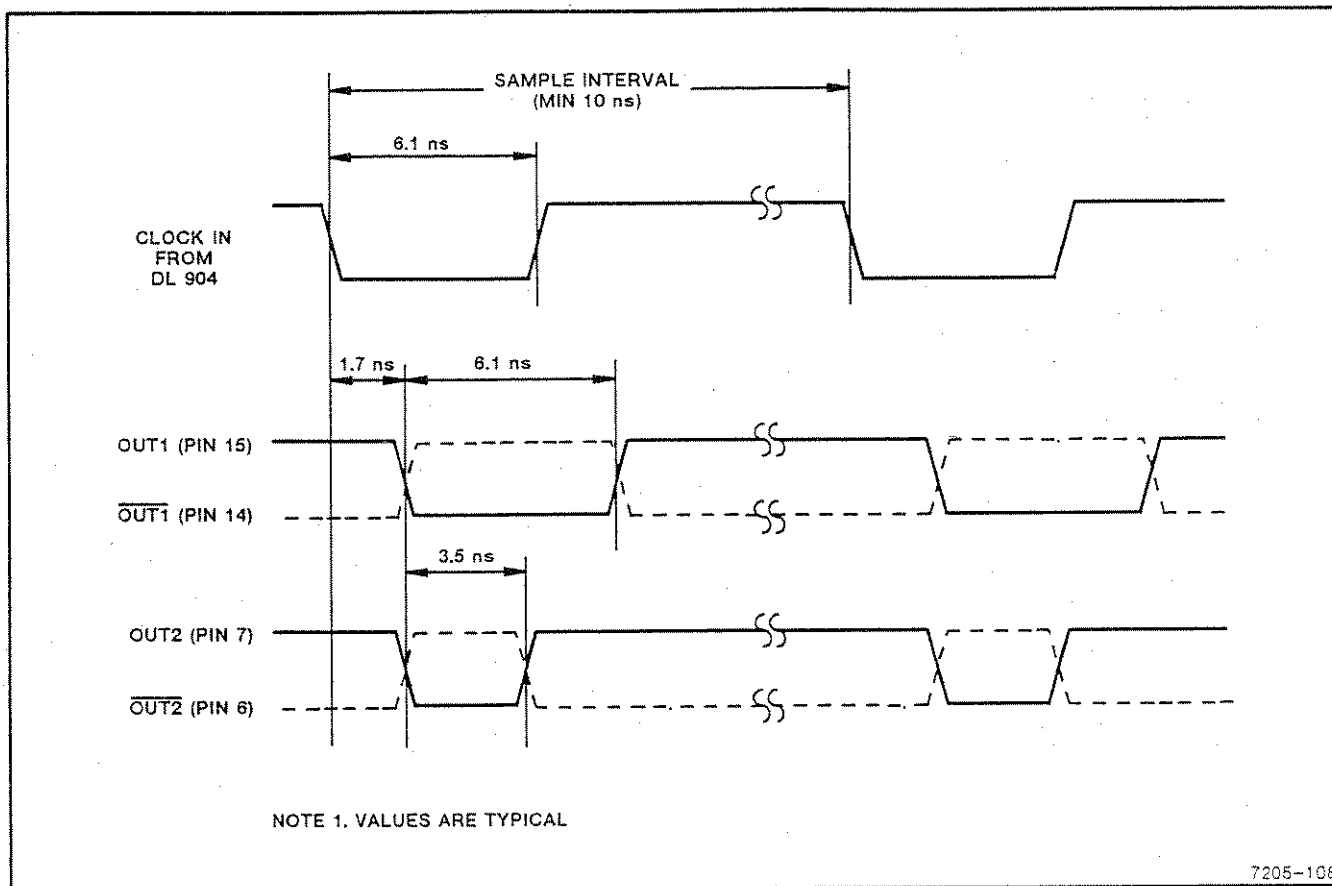 SAMPLE INTERVAL
(MIN 10 ns)
6.1 ns
CLOCK IN
FROM
DL 904
1.7 ns
6.1 ns
OUT1 (PIN 15)
OUT1 (PIN 14)
3.5 ns
OUT2 (PIN 7)
OUT2 (PIN 6)
NOTE 1. VALUES ARE TYPICAL
7205-108